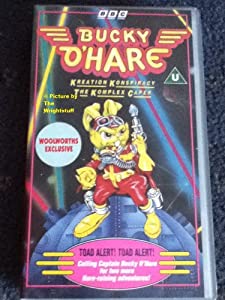 BBC
BUCKY
O'HARE
KREATION KONSPIRACY
THE KOMPLEX CAPER
U
© Picture by
The
Wrightstuff
WOOLWORTHS
EXCLUSIVE
TOAD ALERT! TOAD ALERT!
Calling Captain Bucky O'Hare
for two more
Hare-raising adventures!